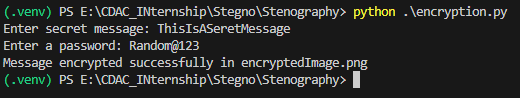 (.venv) PS E:\CDAC_INternship\Stegno\Stenography> python .\encryption.py
Enter secret message: ThisIsASeretMessage
Enter a password: Random@123
Message encrypted successfully in encryptedImage.png
(.venv) PS E:\CDAC_INternship\Stegno\Stenography>